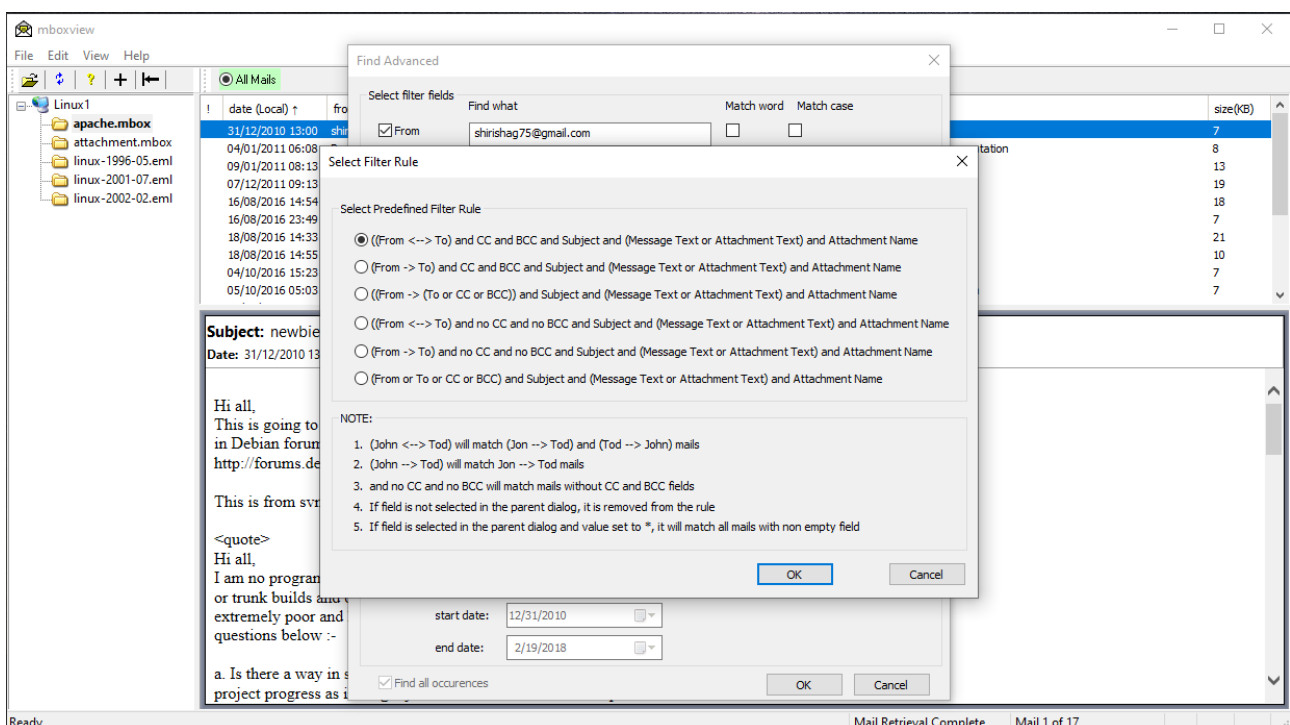 mboxview
File Edit View Help
All Mails
Linux1
apache.mbox
attachment.mbox
linux-1996-05.eml
linux-2001-07.eml
linux-2002-02.eml
! date (Local) ↑ fro size(KB)
31/12/2010 13:00 shir 7
04/01/2011 06:08 tation 8
09/01/2011 08:13 13
07/12/2011 09:13 19
16/08/2016 14:54 18
16/08/2016 23:49 7
18/08/2016 14:33 21
18/08/2016 14:55 10
04/10/2016 15:23 7
05/10/2016 05:03 7
Find Advanced
Select filter fields
Find what Match word Match case
From shirishag75@gmail.com
Select Filter Rule
Select Predefined Filter Rule
((From <--> To) and CC and BCC and Subject and (Message Text or Attachment Text) and Attachment Name
(From -> To) and CC and BCC and Subject and (Message Text or Attachment Text) and Attachment Name
((From -> (To or CC or BCC)) and Subject and (Message Text or Attachment Text) and Attachment Name
((From <--> To) and no CC and no BCC and Subject and (Message Text or Attachment Text) and Attachment Name
(From -> To) and no CC and no BCC and Subject and (Message Text or Attachment Text) and Attachment Name
(From or To or CC or BCC) and Subject and (Message Text or Attachment Text) and Attachment Name
NOTE:
1. (John <--> Tod) will match (Jon --> Tod) and (Tod --> John) mails
2. (John --> Tod) will match Jon --> Tod mails
3. and no CC and no BCC will match mails without CC and BCC fields
4. If field is not selected in the parent dialog, it is removed from the rule
5. If field is selected in the parent dialog and value set to *, it will match all mails with non empty field
OK Cancel
start date: 12/31/2010
end date: 2/19/2018
Find all occurences
OK Cancel
Subject: newbie
Date: 31/12/2010 13
Hi all,
This is going to
in Debian forum
http://forums.de
This is from svn
<quote>
Hi all,
I am no program
or trunk builds and
extremely poor and
questions below :-
a. Is there a way in s
project progress as i
Ready Mail Retrieval Complete Mail 1 of 17